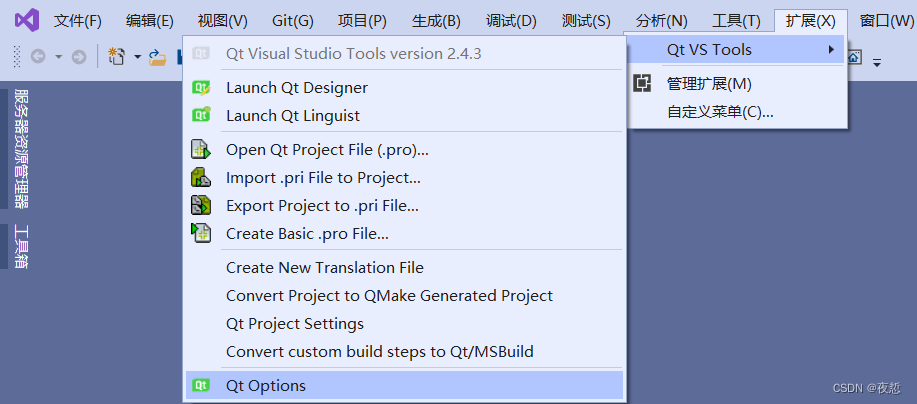 文件(F) 编辑(E) 视图(V) Git(G) 项目(P) 生成(B) 调试(D) 测试(S) 分析(N) 工具(T) 扩展(X) 窗口(W)
Qt VS Tools
管理扩展(M)
自定义菜单(C)...
Qt Visual Studio Tools version 2.4.3
Launch Qt Designer
Launch Qt Linguist
Open Qt Project File (.pro)...
Import .pri File to Project...
Export Project to .pri File...
Create Basic .pro File...
Create New Translation File
Convert Project to QMake Generated Project
Qt Project Settings
Convert custom build steps to Qt/MSBuild
Qt Options
服务器资源管理器
工具箱
CSDN @夜惒